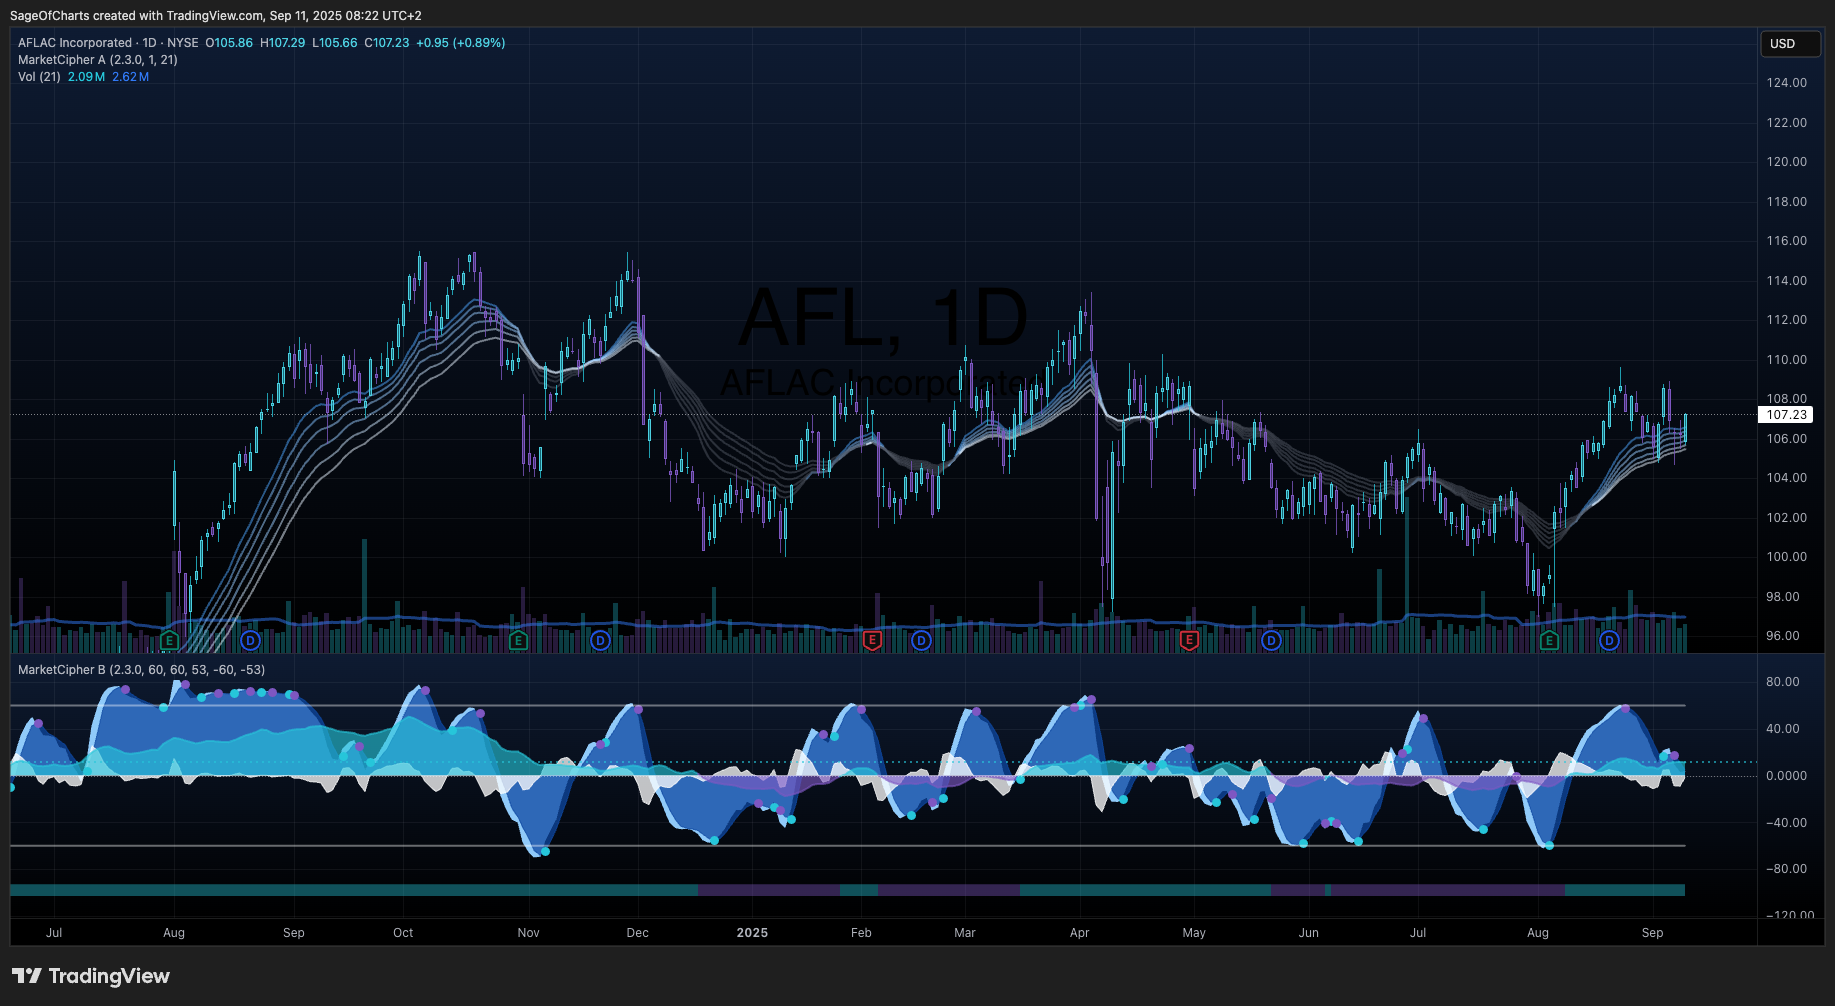 SageOfCharts created with TradingView.com, Sep 11, 2025 08:22 UTC+2
AFLAC Incorporated · 1D · NYSE O105.86 H107.29 L105.66 C107.23 +0.95 (+0.89%)
MarketCipher A (2.3.0, 1, 21)
Vol (21) 2.09M 2.62M
USD
124.00
122.00
120.00
118.00
116.00
114.00
112.00
110.00
108.00
107.23
106.00
104.00
102.00
100.00
98.00
96.00
AFL, 1D
AFLAC Incorporated
E D E D E D E D E D
MarketCipher B (2.3.0, 60, 60, 53, -60, -53)
80.00
40.00
0.0000
−40.00
−80.00
−120.00
Jul Aug Sep Oct Nov Dec 2025 Feb Mar Apr May Jun Jul Aug Sep
TradingView